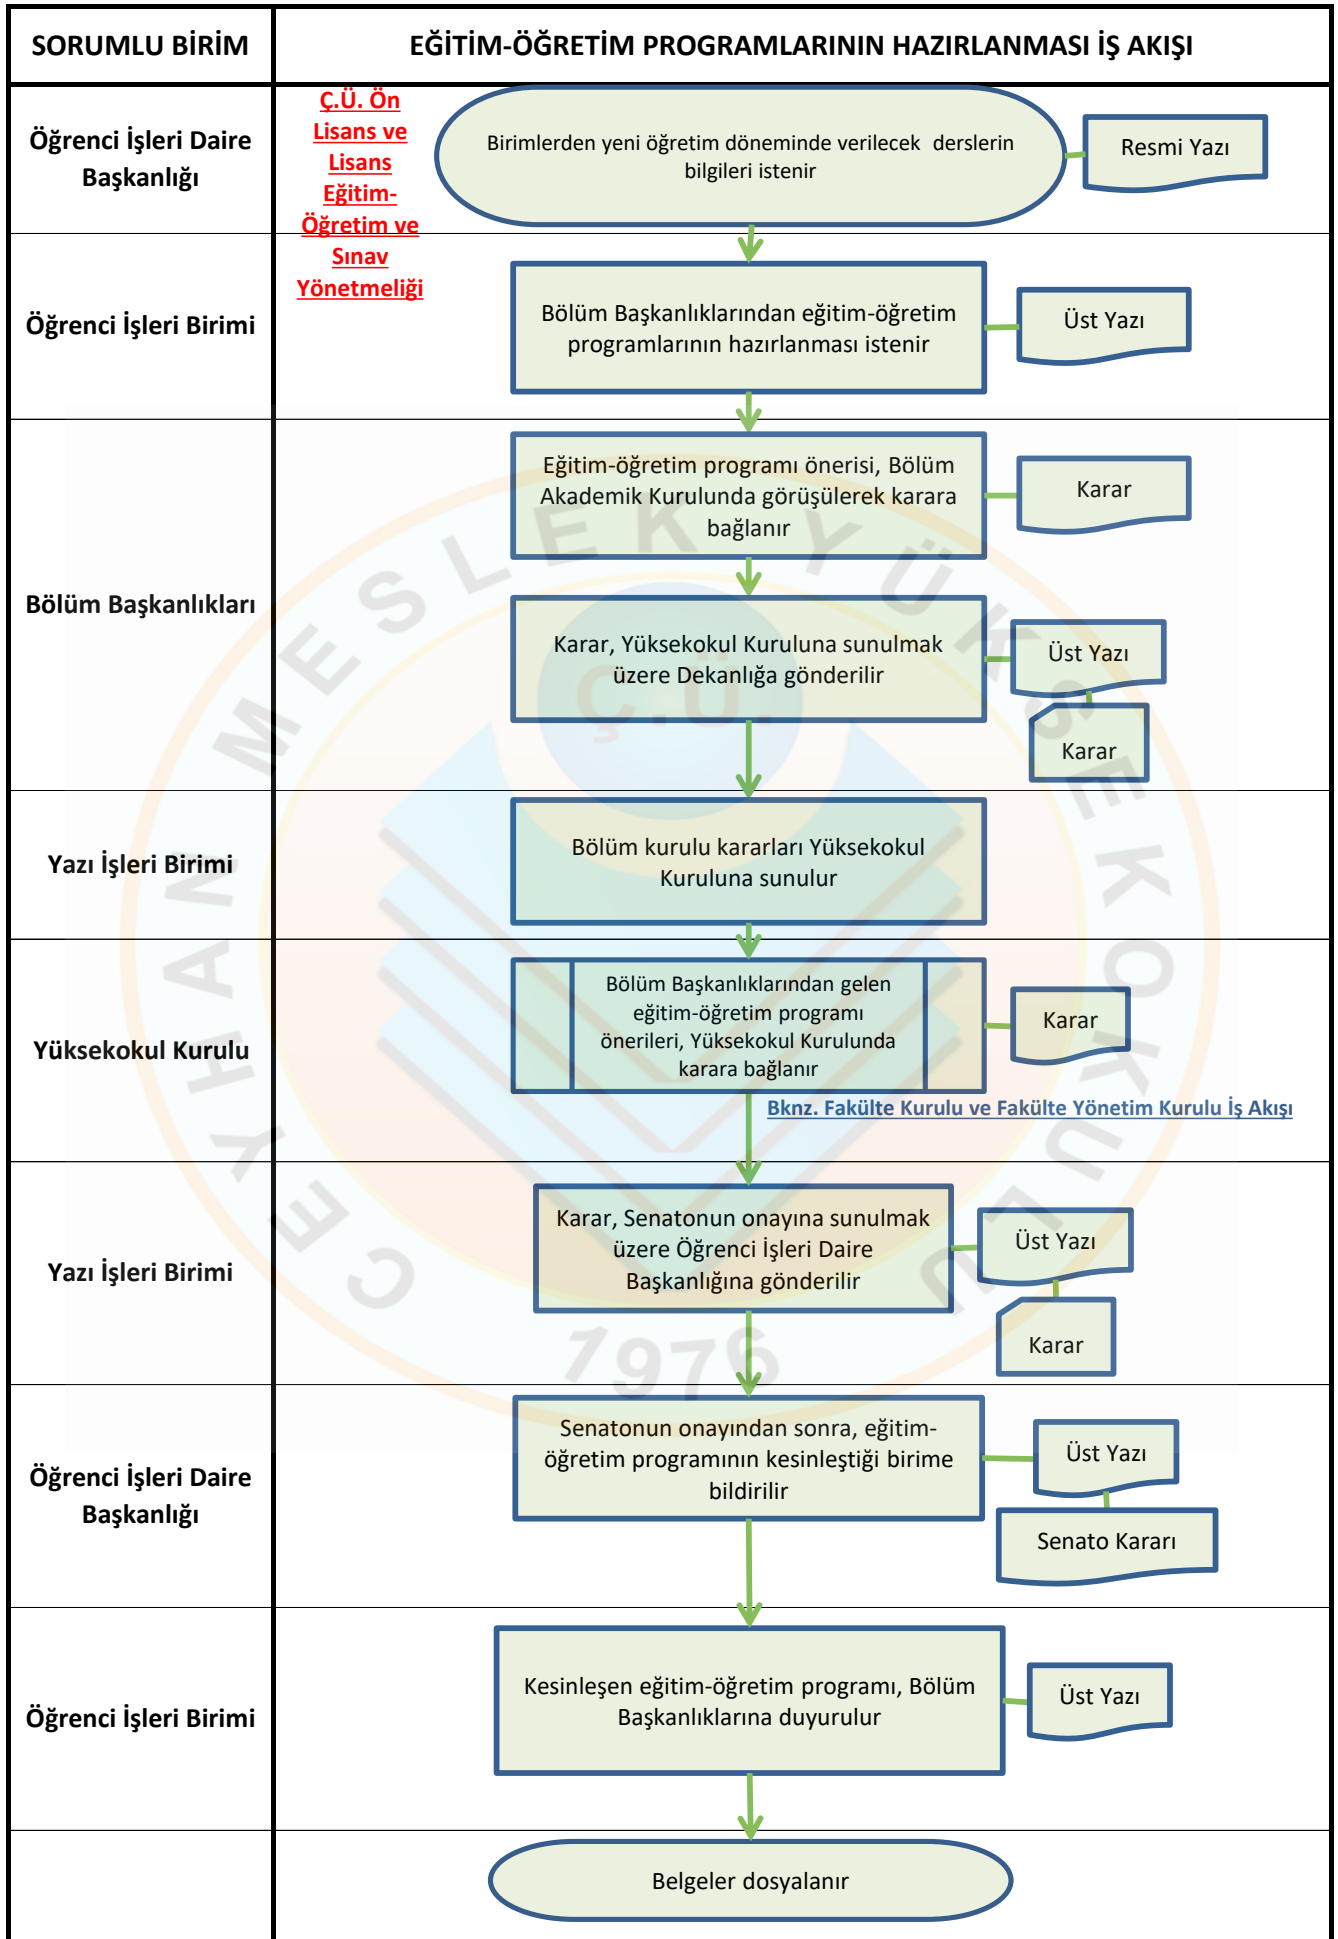 SORUMLU BİRİM
EĞİTİM-ÖĞRETİM PROGRAMLARININ HAZIRLANMASI İŞ AKIŞI
Öğrenci İşleri Daire
Başkanlığı
Ç.Ü. Ön
Lisans ve
Lisans
Eğitim-
Öğretim ve
Sınav
Yönetmeliği
Birimlerden yeni öğretim döneminde verilecek  derslerin
bilgileri istenir
Resmi Yazı
Öğrenci İşleri Birimi
Bölüm Başkanlıklarından eğitim-öğretim
programlarının hazırlanması istenir
Üst Yazı
Bölüm Başkanlıkları
Eğitim-öğretim programı önerisi, Bölüm
Akademik Kurulunda görüşülerek karara
bağlanır
Karar
Karar, Yüksekokul Kuruluna sunulmak
üzere Dekanlığa gönderilir
Üst Yazı
Karar
Yazı İşleri Birimi
Bölüm kurulu kararları Yüksekokul
Kuruluna sunulur
Yüksekokul Kurulu
Bölüm Başkanlıklarından gelen
eğitim-öğretim programı
önerileri, Yüksekokul Kurulunda
karara bağlanır
Karar
Bknz. Fakülte Kurulu ve Fakülte Yönetim Kurulu İş Akışı
Yazı İşleri Birimi
Karar, Senatonun onayına sunulmak
üzere Öğrenci İşleri Daire
Başkanlığına gönderilir
Üst Yazı
Karar
Öğrenci İşleri Daire
Başkanlığı
Senatonun onayından sonra, eğitim-
öğretim programının kesinleştiği birime
bildirilir
Üst Yazı
Senato Kararı
Öğrenci İşleri Birimi
Kesinleşen eğitim-öğretim programı, Bölüm
Başkanlıklarına duyurulur
Üst Yazı
Belgeler dosyalanır
CEYHAN MESLEK YÜKSEKOKULU
Ç.Ü.
1976